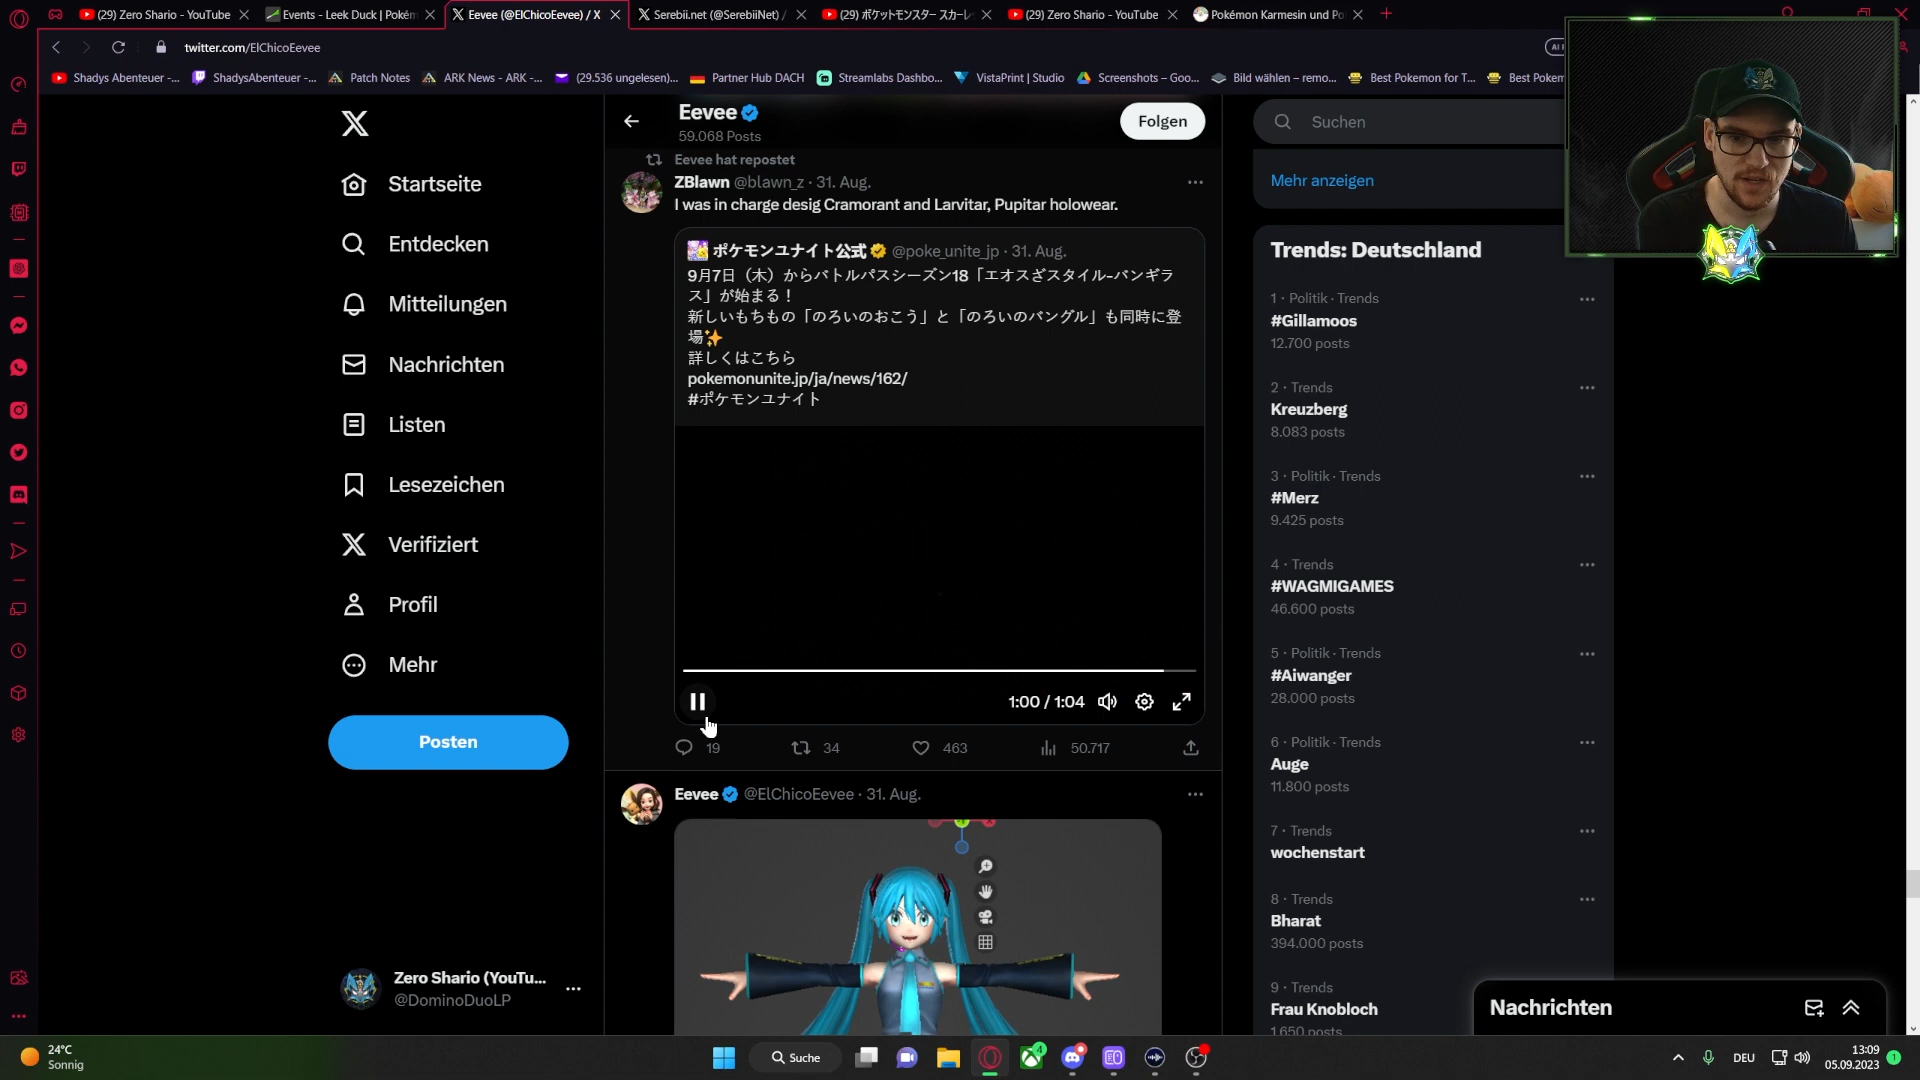 (29) Zero Shario - YouTube
Events - Leek Duck | Pokém
Eevee (@ElChicoEevee) / X
Serebii.net (@SerebiiNet) /
(29) ポケットモンスター スカーレ
(29) Zero Shario - YouTube
Pokémon Karmesin und Po
twitter.com/ElChicoEevee
AI
Shadys Abenteuer -...
ShadysAbenteuer -...
Patch Notes
ARK News - ARK -...
(29.536 ungelesen)...
Partner Hub DACH
Streamlabs Dashbo...
VistaPrint | Studio
Screenshots – Goo...
Bild wählen – remo...
Best Pokemon for T...
Best Pokem
Startseite
Entdecken
Mitteilungen
Nachrichten
Listen
Lesezeichen
Verifiziert
Profil
Mehr
Posten
Zero Shario (YouTu...
@DominoDuoLP
Eevee
59.068 Posts
Folgen
Eevee hat repostet
ZBlawn @blawn_z · 31. Aug.
I was in charge desig Cramorant and Larvitar, Pupitar holowear.
ポケモンユナイト公式 @poke_unite_jp · 31. Aug.
9月7日（木）からバトルパスシーズン18「エオスざスタイル-バンギラ
ス」が始まる！
新しいもちもの「のろいのおこう」と「のろいのバングル」も同時に登
場✨
詳しくはこちら
pokemonunite.jp/ja/news/162/
#ポケモンユナイト
1:00 / 1:04
19
34
463
50.717
Eevee @ElChicoEevee · 31. Aug.
Suchen
Mehr anzeigen
Trends: Deutschland
1 · Politik · Trends
#Gillamoos
12.700 posts
2 · Trends
Kreuzberg
8.083 posts
3 · Politik · Trends
#Merz
9.425 posts
4 · Trends
#WAGMIGAMES
46.600 posts
5 · Politik · Trends
#Aiwanger
28.000 posts
6 · Politik · Trends
Auge
11.800 posts
7 · Trends
wochenstart
8 · Trends
Bharat
394.000 posts
9 · Trends
Frau Knobloch
1.650 posts
Nachrichten
24°C
Sonnig
Suche
4
DEU
13:09
05.09.2023
1